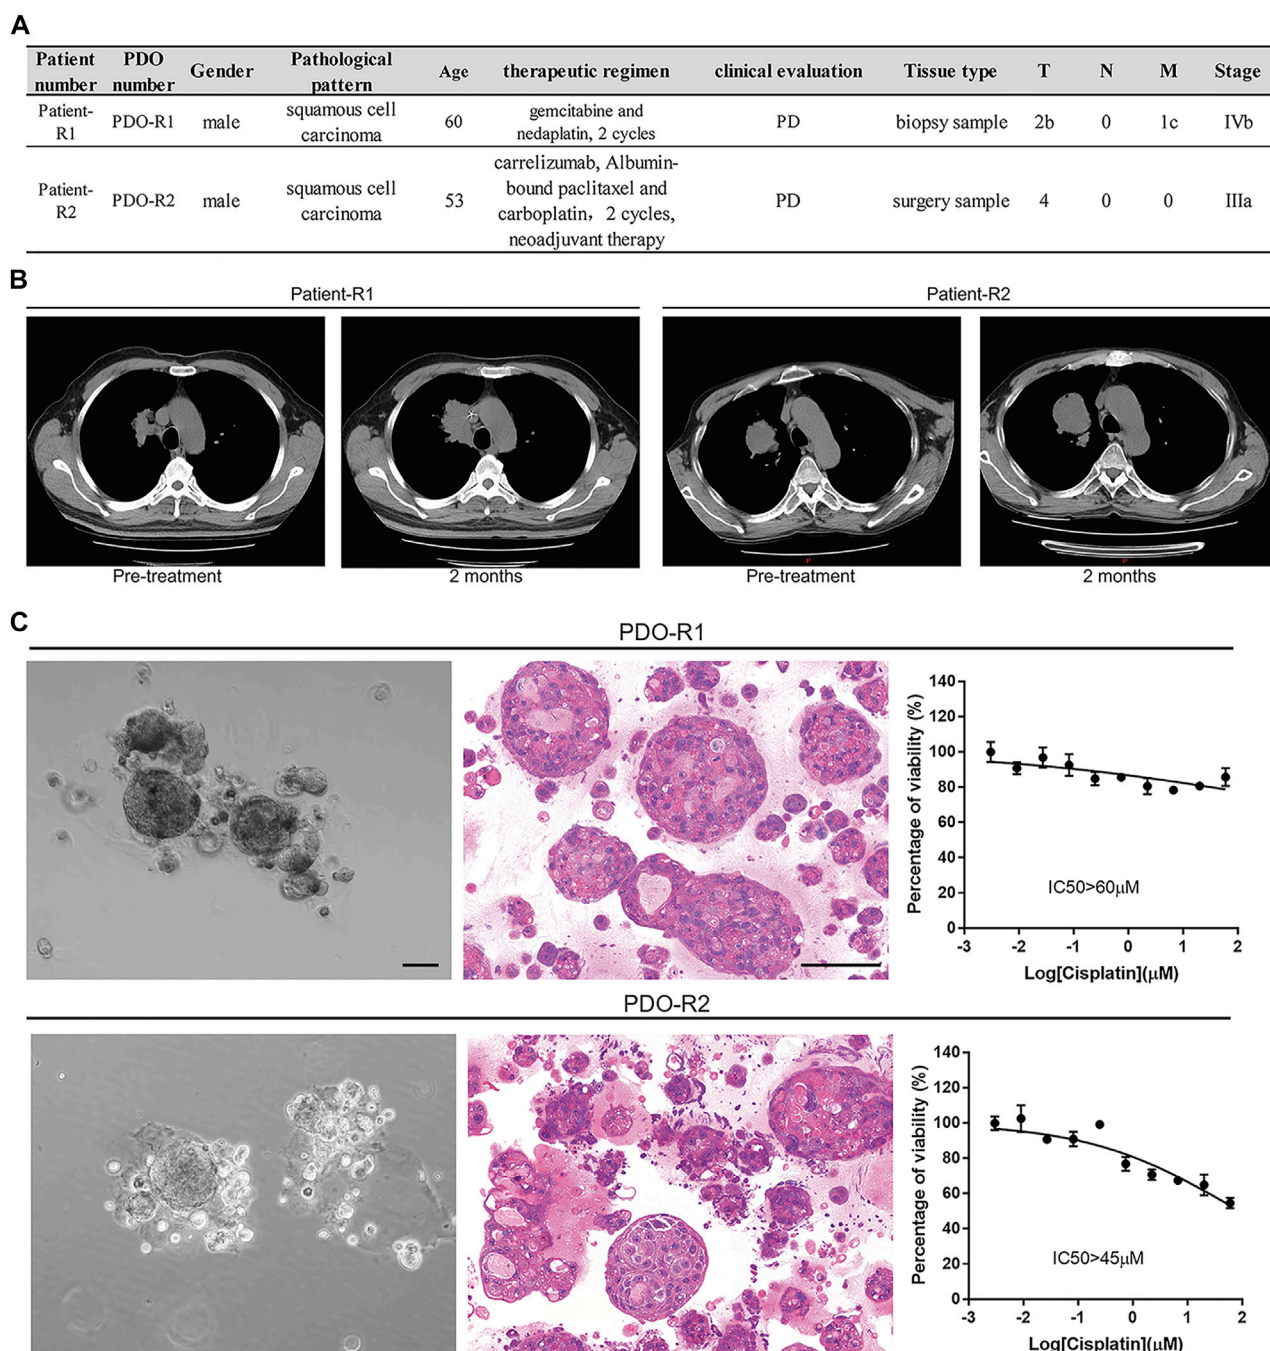 A
Patient number PDO number Gender Pathological pattern Age therapeutic regimen clinical evaluation Tissue type T N M Stage
Patient-R1 PDO-R1 male squamous cell carcinoma 60 gemcitabine and nedaplatin, 2 cycles PD biopsy sample 2b 0 1c IVb
Patient-R2 PDO-R2 male squamous cell carcinoma 53 carrelizumab, Albumin-bound paclitaxel and carboplatin, 2 cycles, neoadjuvant therapy PD surgery sample 4 0 0 IIIa
B
Patient-R1 Patient-R2
P P
Pre-treatment 2 months Pre-treatment 2 months
C
PDO-R1
Percentage of viability (%)
140
120
100
80
60
40
20
0
IC50>60μM
-3 -2 -1 0 1 2
Log[Cisplatin](μM)
PDO-R2
Percentage of viability (%)
140
120
100
80
60
40
20
0
IC50>45μM
-3 -2 -1 0 1 2
Log[Cisplatin](μM)